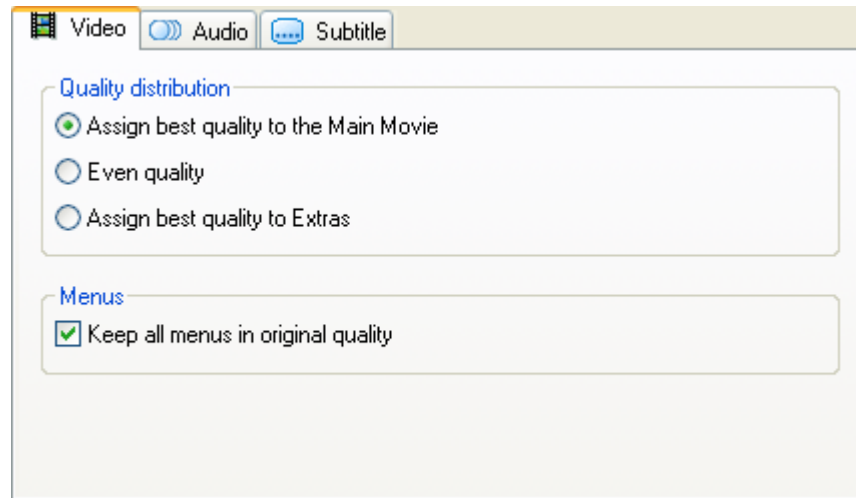 Video Audio Subtitle
Quality distribution
Assign best quality to the Main Movie
Even quality
Assign best quality to Extras
Menus
Keep all menus in original quality